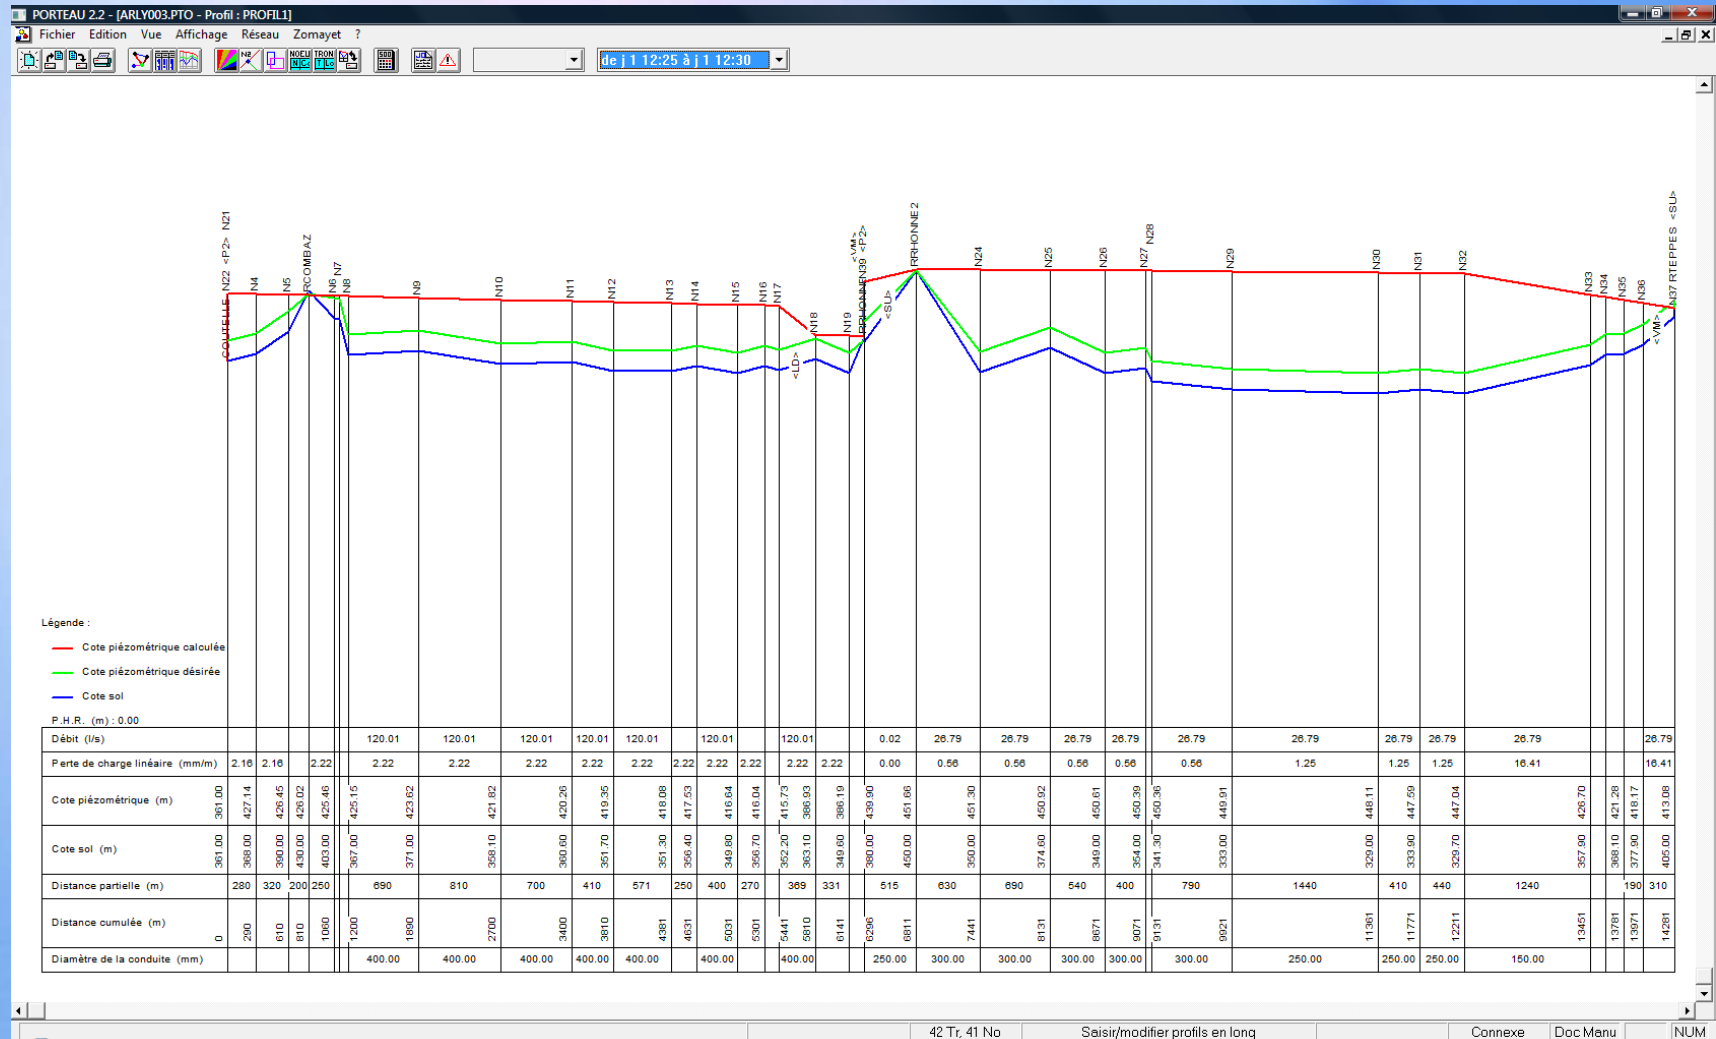 PORTEAU 2.2 - [ARLY003.PTO - Profil : PROFIL1]
Fichier Edition Vue Affichage Réseau Zomayet ?
de j 1 12:25 à j 1 12:30
COUTELLE N22 <P2> N21
N4
N5
RCOMBAZ
N6
N7
N8
N9
N10
N11
N12
N13
N14
N15
N16
N17
<LD>
N18
N19
RRHONNE N39 <P2>
<VM>
<SU>
RRHONNE2
N24
N25
N26
N27
N28
N29
N30
N31
N32
N33
N34
N35
N36
<VM>
N37 RTEPPES <SU>
Légende :
Cote piézométrique calculée
Cote piézométrique désirée
Cote sol
P.H.R. (m) : 0.00
Débit (l/s) 120.01 120.01 120.01 120.01 120.01 120.01 120.01 0.02 26.79 26.79 26.79 26.79 26.79 26.79 26.79 26.79 26.79 26.79
Perte de charge linéaire (mm/m) 2.16 2.16 2.22 2.22 2.22 2.22 2.22 2.22 2.22 2.22 2.22 2.22 2.22 0.00 0.56 0.56 0.56 0.56 0.56 1.25 1.25 1.25 16.41 16.41
Cote piézométrique (m) 361.00 427.14 426.45 426.02 425.46 425.15 423.62 421.82 420.26 419.35 418.08 417.53 416.64 416.04 415.73 386.93 386.19 439.90 451.66 451.30 450.92 450.61 450.39 450.36 449.91 448.11 447.59 447.04 426.70 421.28 418.17 413.08
Cote sol (m) 361.00 368.00 390.00 430.00 403.00 367.00 371.00 358.10 360.60 351.70 351.30 356.40 349.80 356.70 352.20 363.10 349.60 380.00 450.00 350.00 374.60 349.00 354.00 341.30 333.00 329.00 333.90 329.70 357.90 368.10 377.90 405.00
Distance partielle (m) 280 320 200 250 690 810 700 410 571 250 400 270 369 331 515 630 690 540 400 790 1440 410 440 1240 190 310
Distance cumulée (m) 0 290 610 810 1060 1200 1890 2700 3400 3810 4381 4631 5031 5301 5441 5810 6141 6296 6811 7441 8131 8671 9071 9131 9921 11361 11771 12211 13451 13781 13971 14281
Diamètre de la conduite (mm) 400.00 400.00 400.00 400.00 400.00 400.00 400.00 250.00 300.00 300.00 300.00 300.00 300.00 250.00 250.00 250.00 150.00
42 Tr, 41 No Saisir/modifier profils en long Connexe Doc Manu NUM